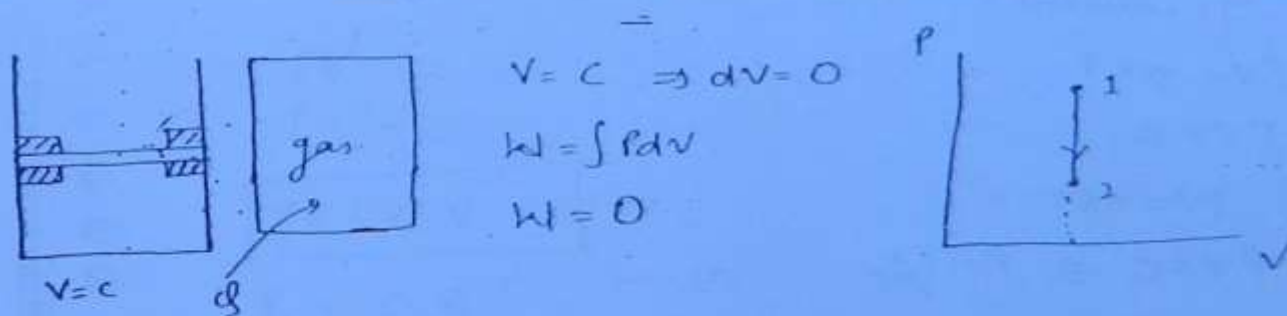 V = C ⇒ dV = 0
gas
W = ∫ PdV
W = 0
V = C
P
1
2
V